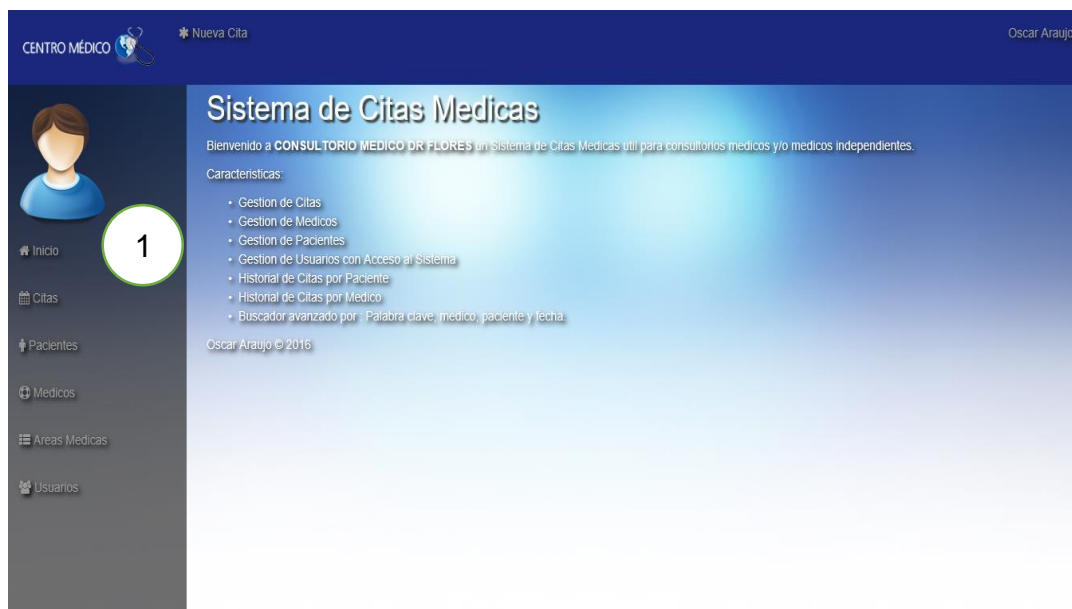 CENTRO MÉDICO
Nueva Cita
Oscar Araujo
Sistema de Citas Medicas
Bienvenido a CONSULTORIO MEDICO DR FLORES un Sistema de Citas Medicas util para consultorios medicos y/o medicos independientes.
Caracteristicas:
• Gestion de Citas
• Gestion de Medicos
• Gestion de Pacientes
• Gestion de Usuarios con Acceso al Sistema
• Historial de Citas por Paciente
• Historial de Citas por Medico
• Buscador avanzado por : Palabra clave, medico, paciente y fecha.
Oscar Araujo © 2016
Inicio
1
Citas
Pacientes
Medicos
Areas Medicas
Usuarios